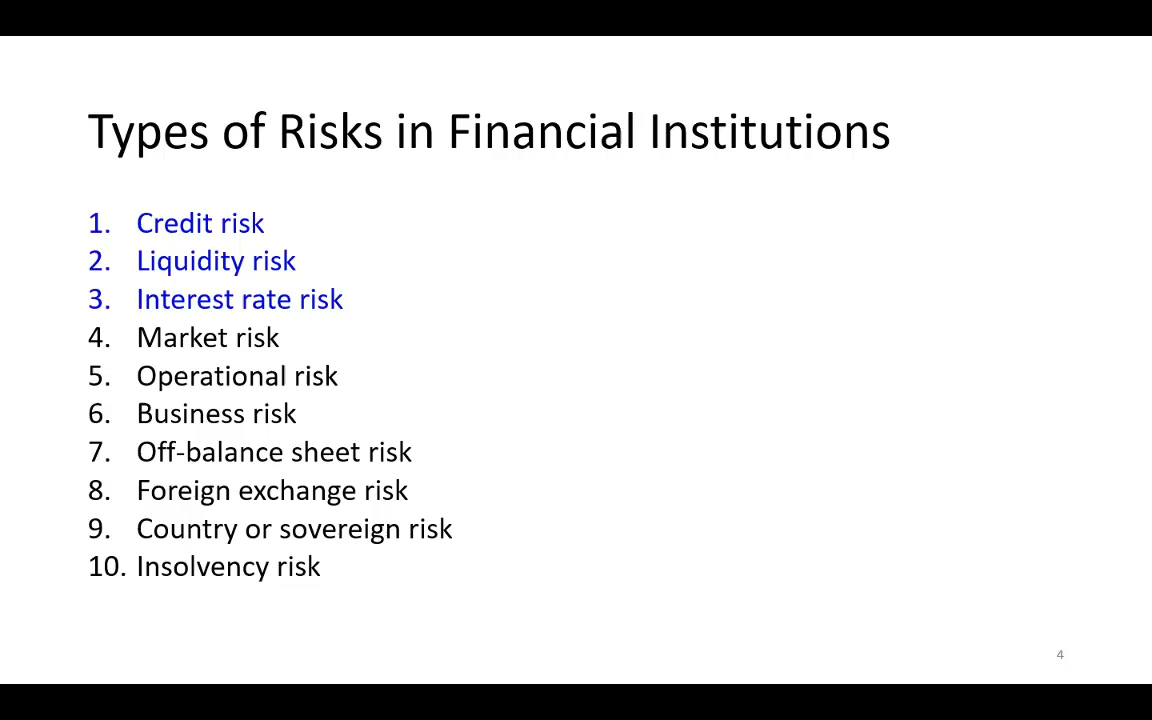 Types of Risks in Financial Institutions
1. Credit risk
2. Liquidity risk
3. Interest rate risk
4. Market risk
5. Operational risk
6. Business risk
7. Off-balance sheet risk
8. Foreign exchange risk
9. Country or sovereign risk
10. Insolvency risk
4